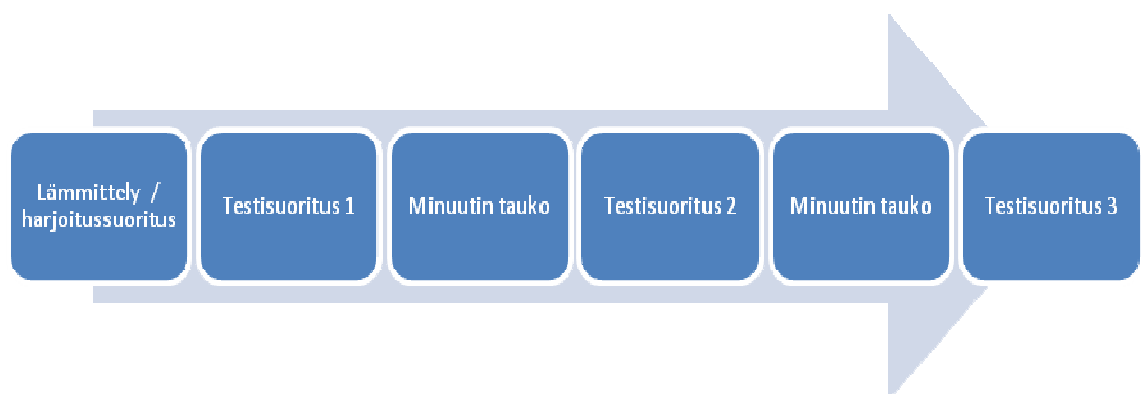 Lämmittely /
harjoitussuoritus
Testisuoritus 1
Minuutin tauko
Testisuoritus 2
Minuutin tauko
Testisuoritus 3